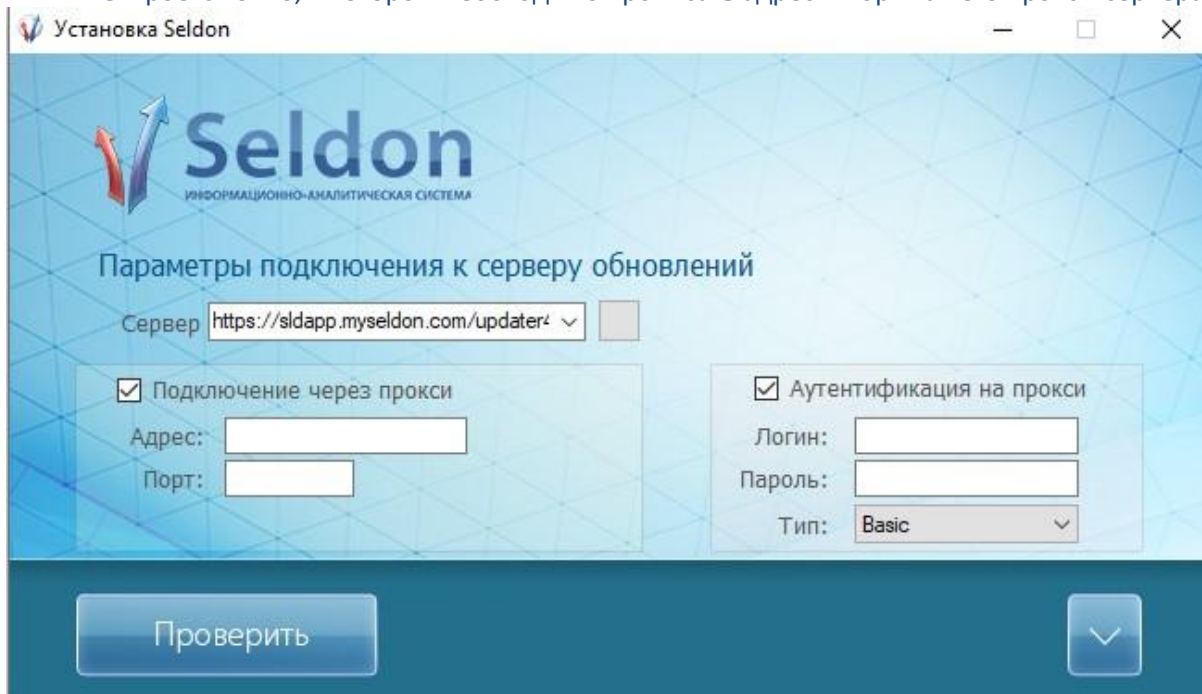 Установка Seldon
Seldon
ИНФОРМАЦИОННО-АНАЛИТИЧЕСКАЯ СИСТЕМА
Параметры подключения к серверу обновлений
Сервер https://sldapp.myseldon.com/updater4
Подключение через прокси
Адрес:
Порт:
Аутентификация на прокси
Логин:
Пароль:
Тип: Basic
Проверить